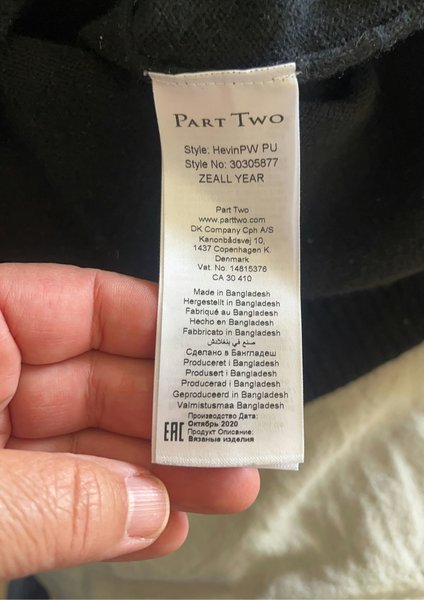 PART TWO
Style: HevinPW PU
Style No: 30305877
ZEALL YEAR
Part Two
www.parttwo.com
DK Company Cph A/S
Kanonbådsvej 10,
1437 Copenhagen K.
Denmark
Vat. No. 14815376
CA 30 410
Made in Bangladesh
Hergestellt in Bangladesh
Fabriqué au Bangladesh
Hecho en Bangladesh
Fabbricato in Bangladesh
صنع في بنغلادش
Сделано в Бангладеш
Produceret i Bangladesh
Produsert i Bangladesh
Producerad i Bangladesh
Geproduceerd in Bangladesh
Valmistusmaa Bangladesh
Производство Дата:
Октябрь 2020
EAC Продукт Описание:
Вязаные изделия